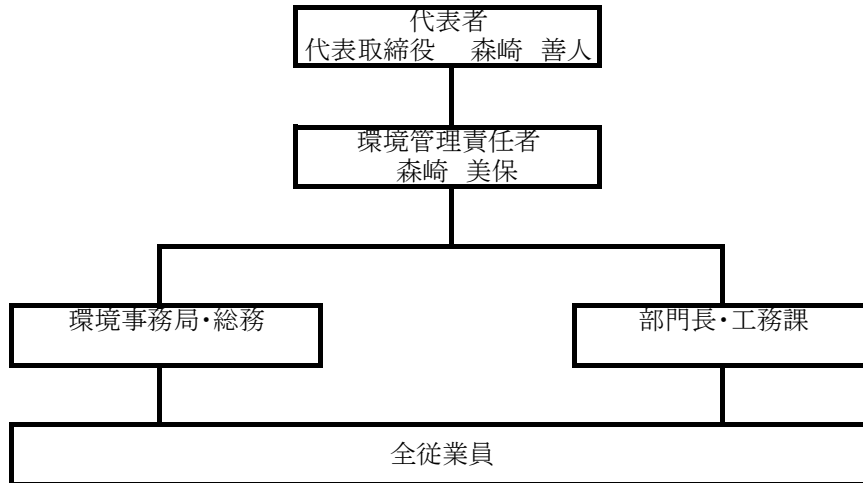 代表者
代表取締役　森崎　善人
環境管理責任者
森崎　美保
環境事務局・総務
部門長・工務課
全従業員